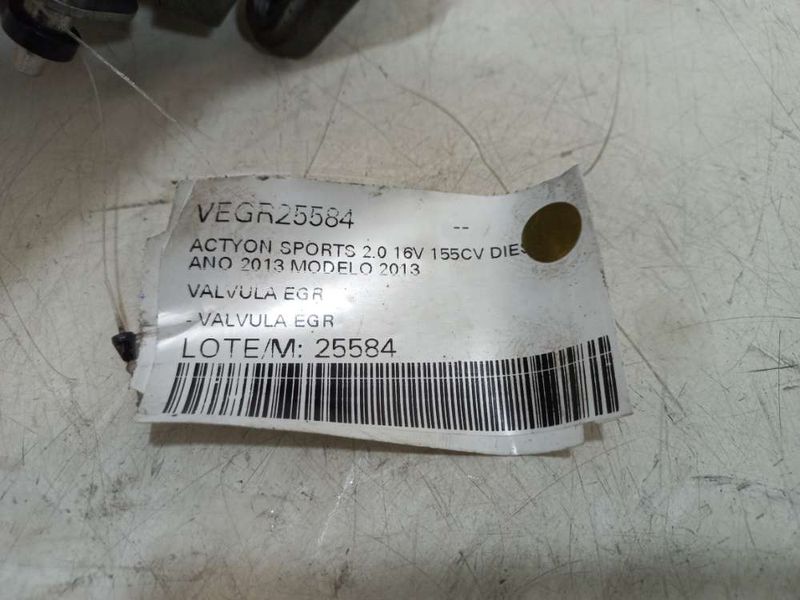 VEGR25584 --
ACTYON SPORTS 2.0 16V 155CV DIES
ANO 2013 MODELO 2013
VALVULA EGR
- VALVULA EGR
LOTE/M: 25584